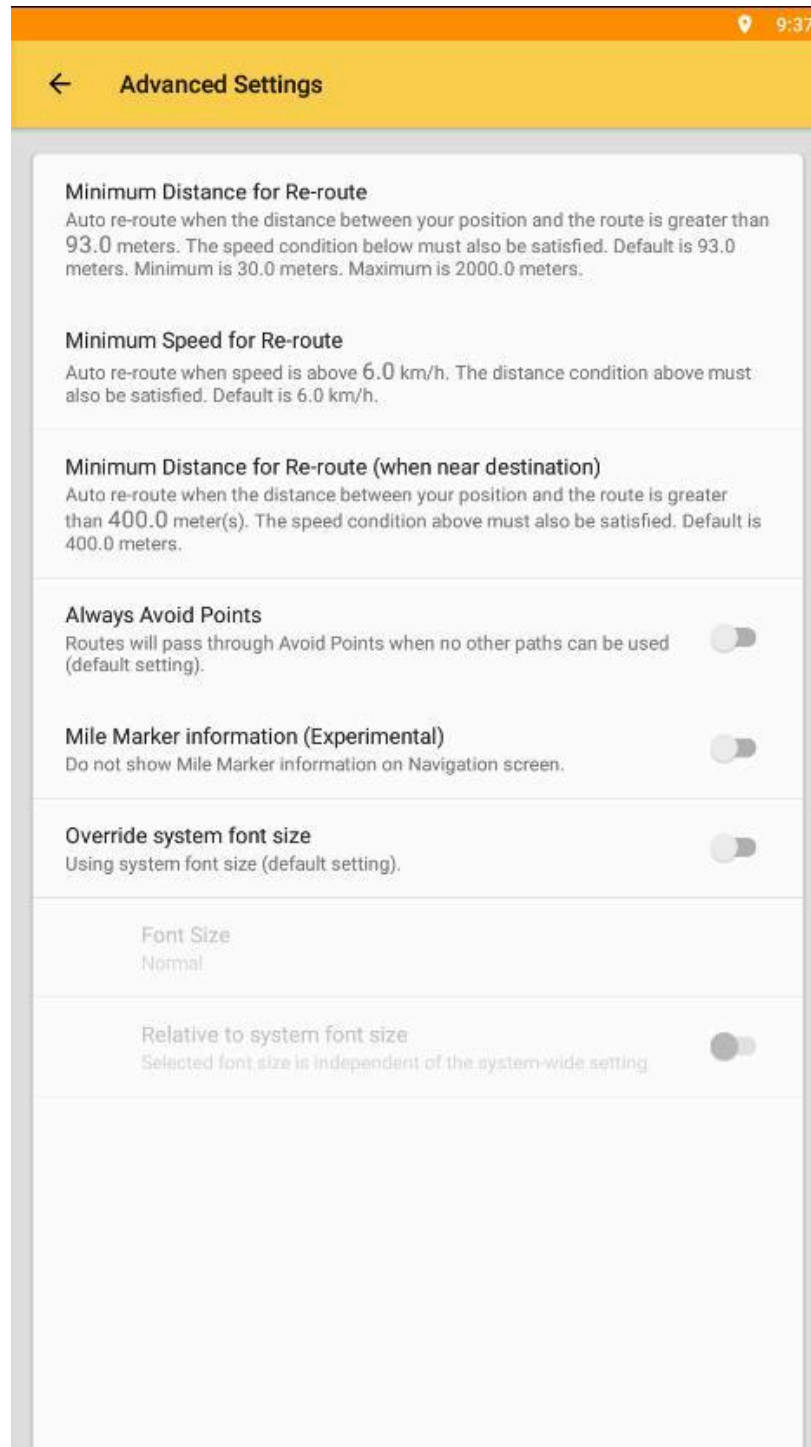 9:37
Advanced Settings
Minimum Distance for Re-route
Auto re-route when the distance between your position and the route is greater than
93.0 meters. The speed condition below must also be satisfied. Default is 93.0
meters. Minimum is 30.0 meters. Maximum is 2000.0 meters.
Minimum Speed for Re-route
Auto re-route when speed is above 6.0 km/h. The distance condition above must
also be satisfied. Default is 6.0 km/h.
Minimum Distance for Re-route (when near destination)
Auto re-route when the distance between your position and the route is greater
than 400.0 meter(s). The speed condition above must also be satisfied. Default is
400.0 meters.
Always Avoid Points
Routes will pass through Avoid Points when no other paths can be used
(default setting).
Mile Marker information (Experimental)
Do not show Mile Marker information on Navigation screen.
Override system font size
Using system font size (default setting).
Font Size
Normal
Relative to system font size
Selected font size is independent of the system-wide setting